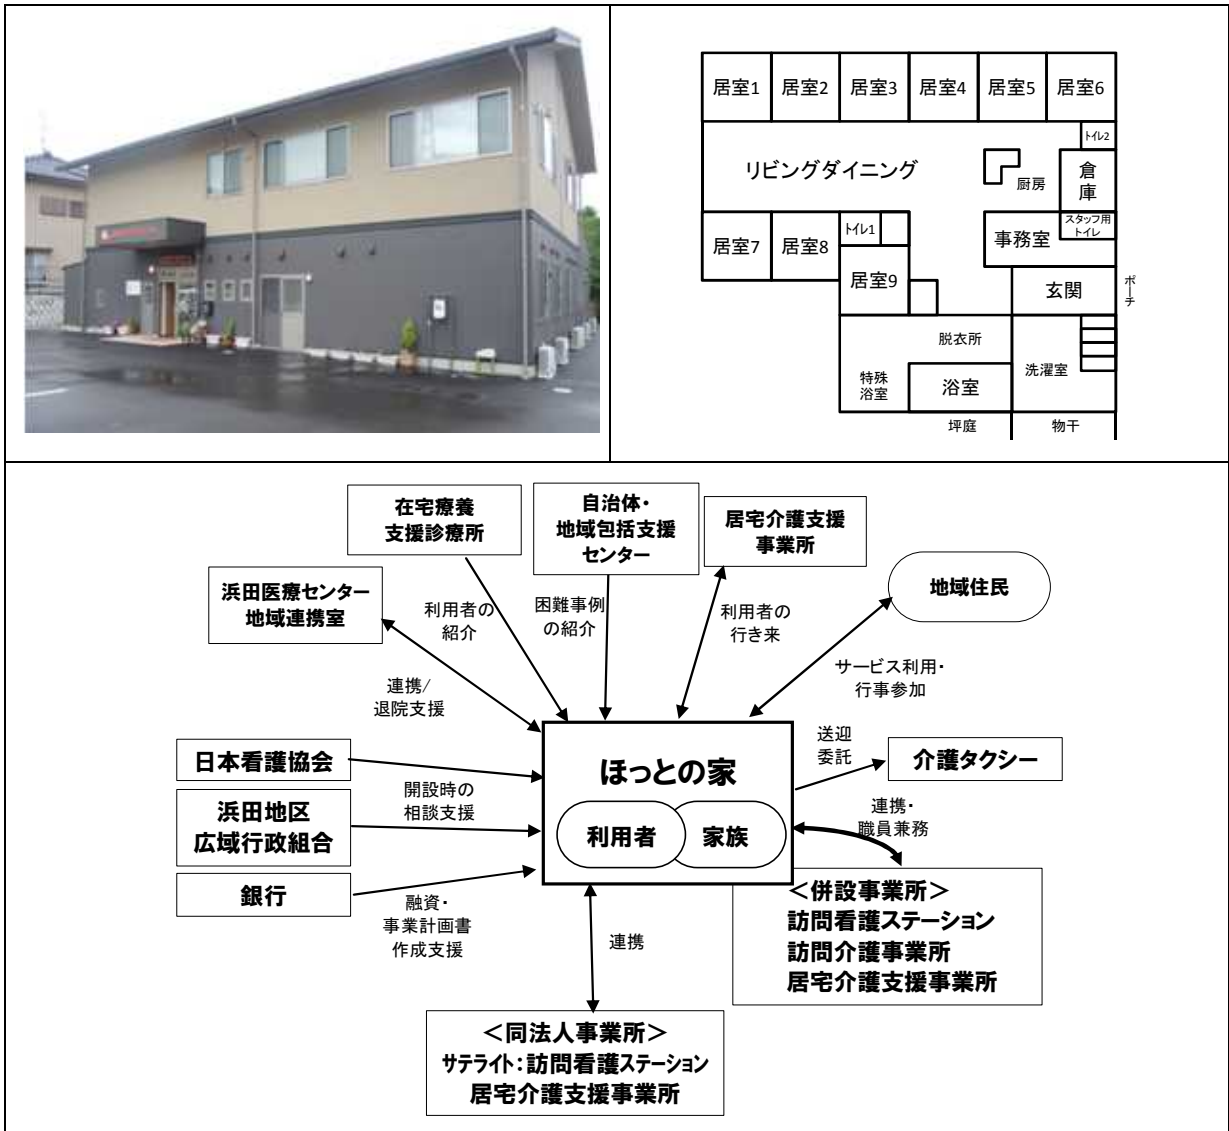 居室1
居室2
居室3
居室4
居室5
居室6
トイレ2
リビングダイニング
厨房
倉庫
スタッフ用
トイレ
居室7
居室8
トイレ1
事務室
居室9
玄関
ポーチ
脱衣所
特殊
浴室
浴室
洗濯室
坪庭
物干
在宅療養
支援診療所
自治体・
地域包括支援
センター
居宅介護支援
事業所
地域住民
浜田医療センター
地域連携室
利用者の
紹介
困難事例
の紹介
利用者の
行き来
サービス利用・
行事参加
連携/
退院支援
日本看護協会
開設時の
相談支援
浜田地区
広域行政組合
銀行
融資・
事業計画書
作成支援
ほっとの家
利用者
家族
送迎
委託
介護タクシー
連携・
職員兼務
＜併設事業所＞
訪問看護ステーション
訪問介護事業所
居宅介護支援事業所
連携
＜同法人事業所＞
サテライト：訪問看護ステーション
居宅介護支援事業所